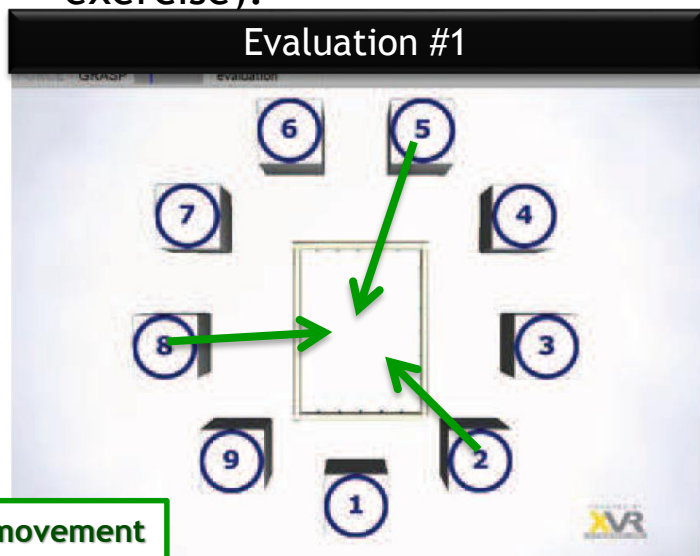 exercise).
Evaluation #1
GRASP evaluation
6 5
7 4
8 3
9 2
1
movement
XVR